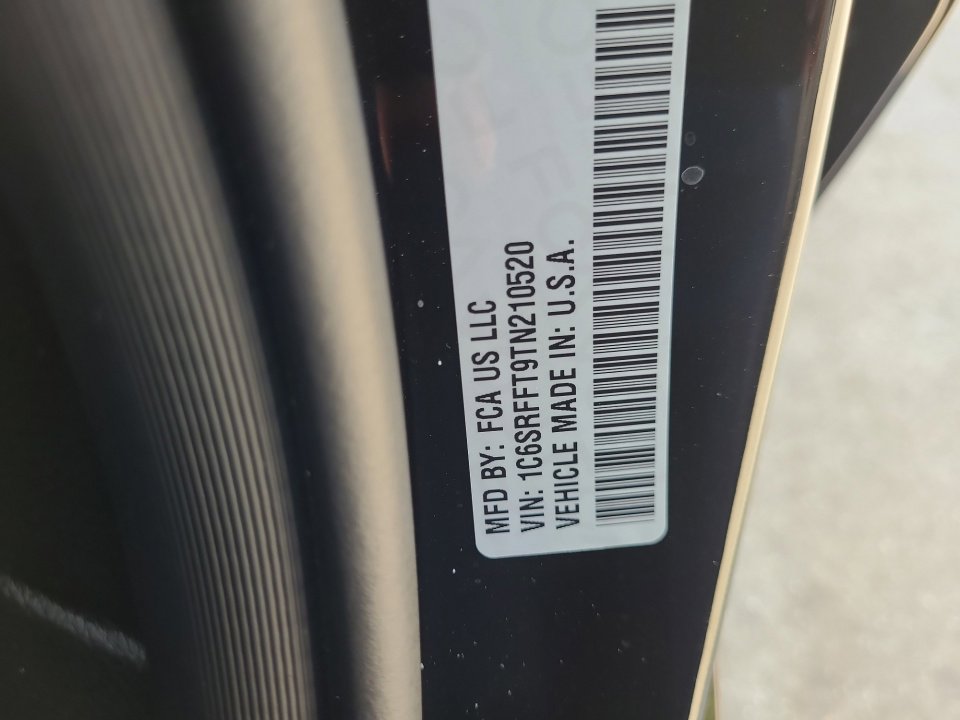 MFD BY: FCA US LLC
VIN: 1C6SRFFT9TN210520
VEHICLE MADE IN: U.S.A.